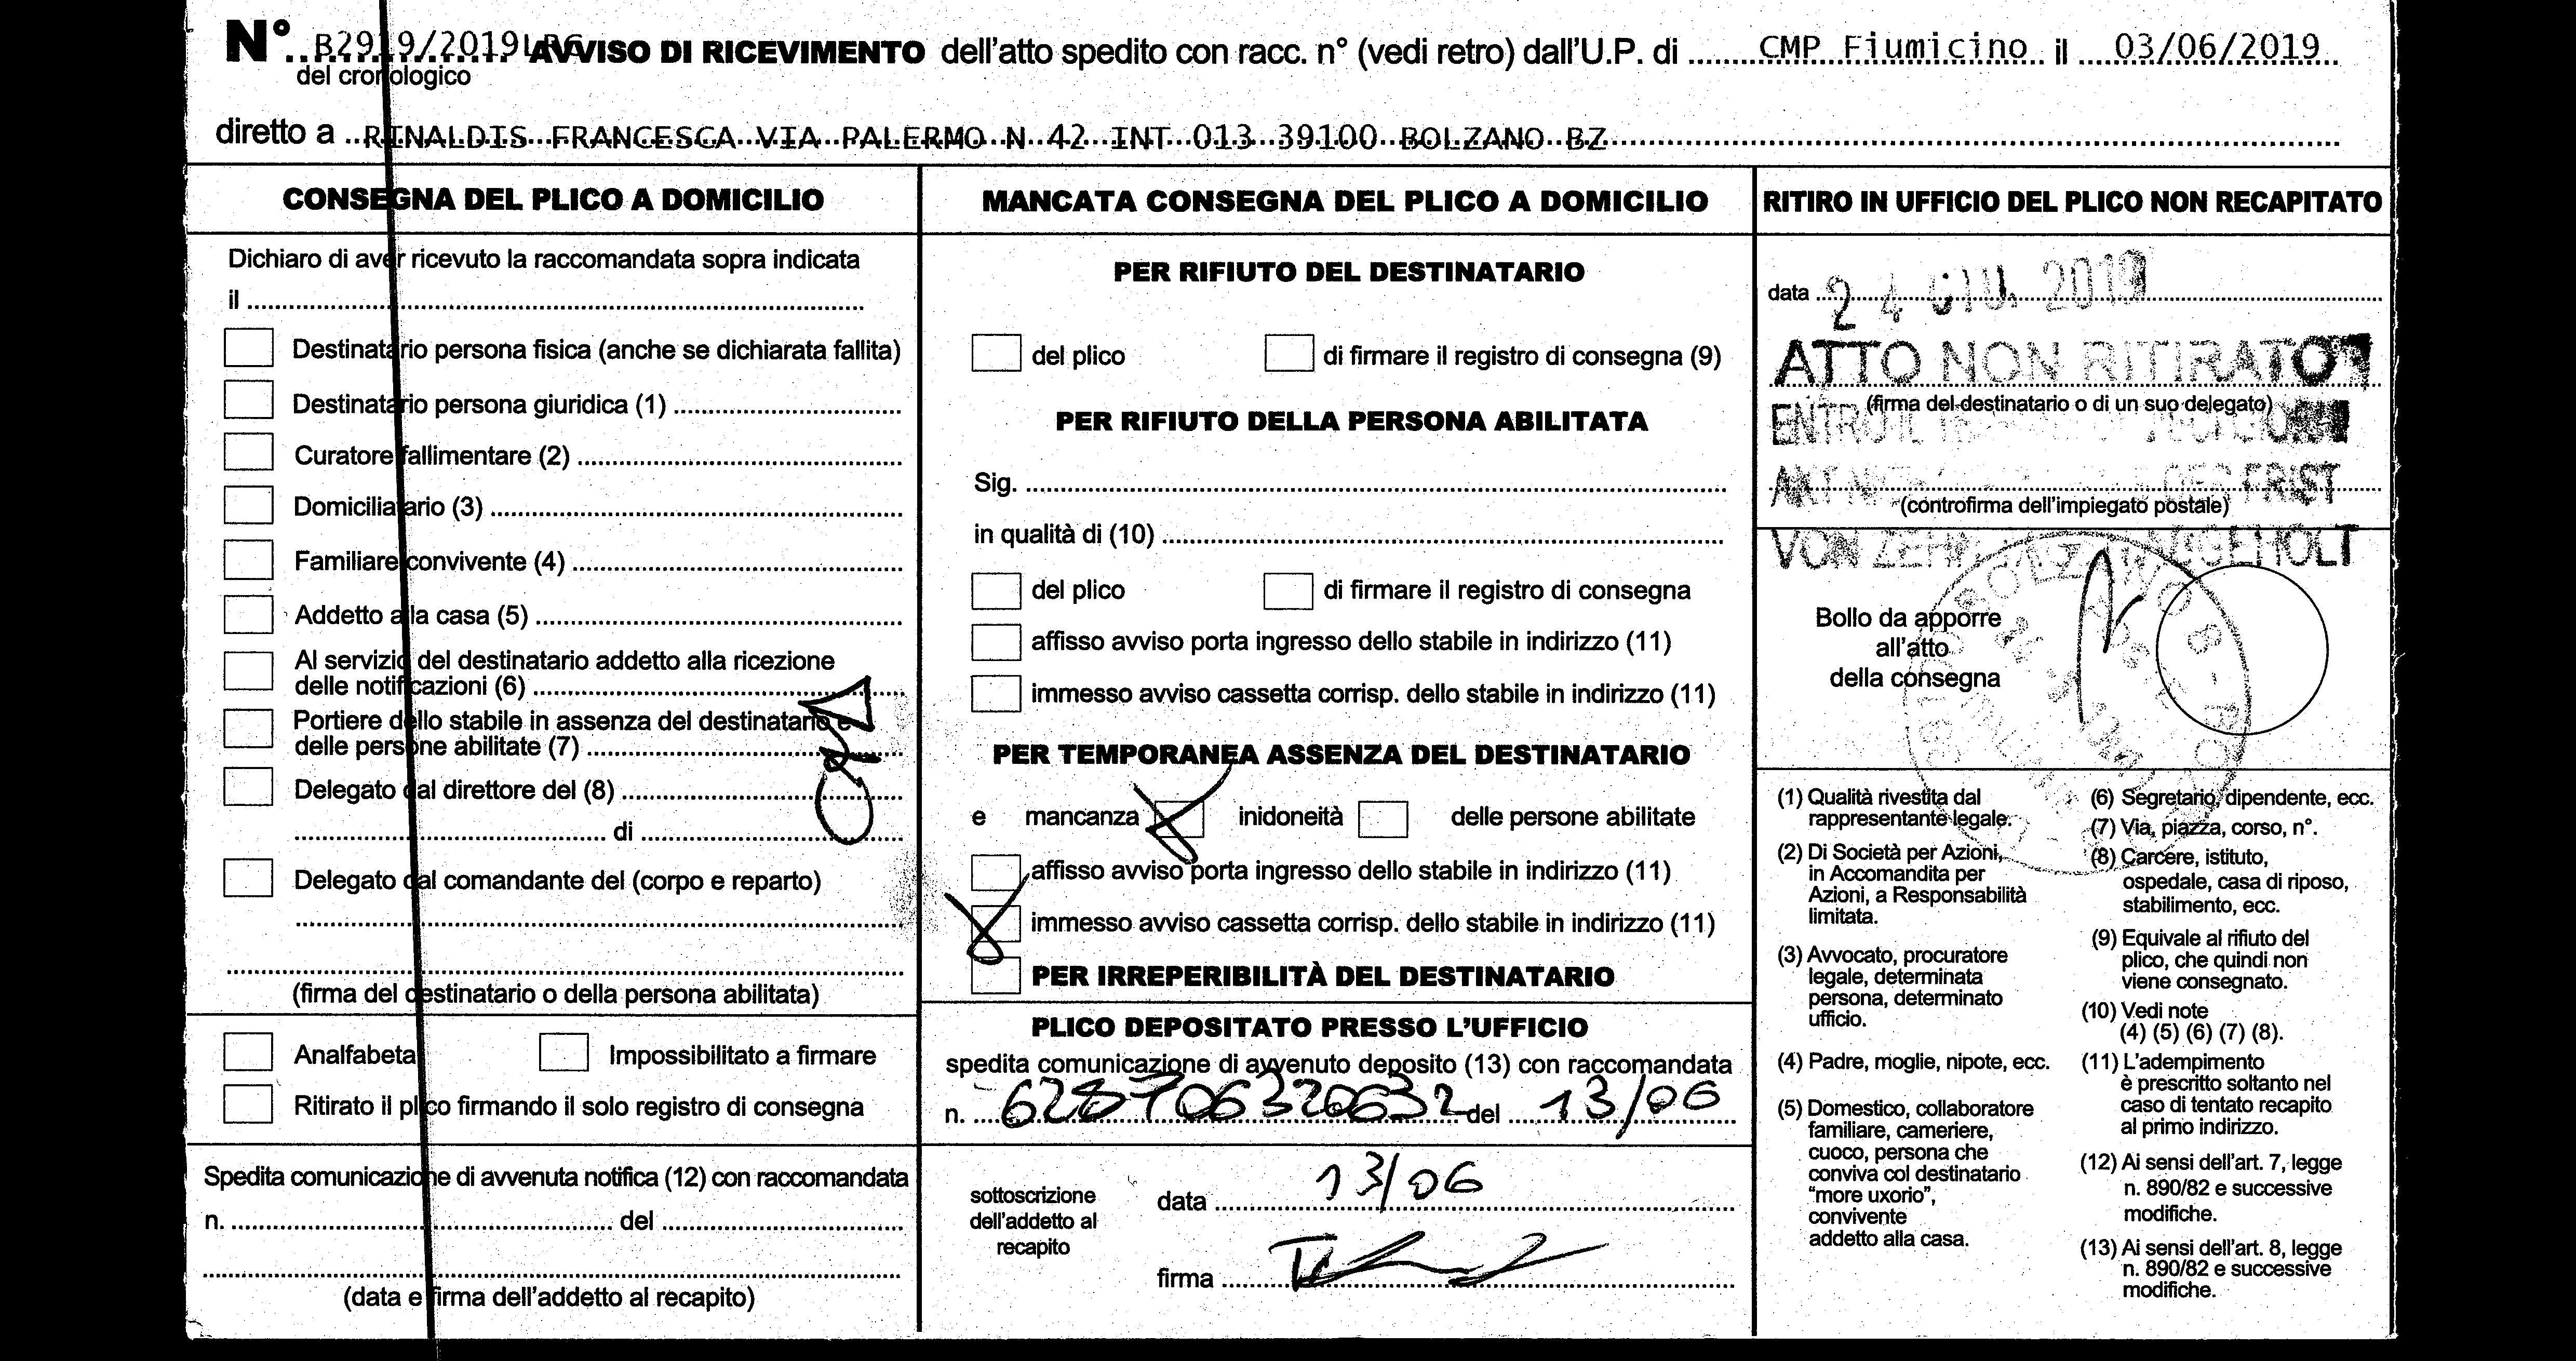 N° B2919/2019LRG AVVISO DI RICEVIMENTO dell'atto spedito con racc. n° (vedi retro) dall'U.P. di CMP Fiumicino il 03/06/2019
del cronologico
diretto a RINALDIS FRANCESCA VIA PALERMO N 42 INT 013 39100 BOLZANO BZ
CONSEGNA DEL PLICO A DOMICILIO
Dichiaro di aver ricevuto la raccomandata sopra indicata
il
Destinatario persona fisica (anche se dichiarata fallita)
Destinatario persona giuridica (1)
Curatore fallimentare (2)
Domiciliatario (3)
Familiare convivente (4)
Addetto alla casa (5)
Al servizio del destinatario addetto alla ricezione
delle notificazioni (6)
Portiere dello stabile in assenza del destinatario e
delle persone abilitate (7)
Delegato dal direttore del (8)
di
Delegato dal comandante del (corpo e reparto)
(firma del destinatario o della persona abilitata)
Analfabeta Impossibilitato a firmare
Ritirato il plico firmando il solo registro di consegna
Spedita comunicazione di avvenuta notifica (12) con raccomandata
n. del
(data e firma dell'addetto al recapito)
MANCATA CONSEGNA DEL PLICO A DOMICILIO
PER RIFIUTO DEL DESTINATARIO
del plico di firmare il registro di consegna (9)
PER RIFIUTO DELLA PERSONA ABILITATA
Sig.
in qualità di (10)
del plico di firmare il registro di consegna
affisso avviso porta ingresso dello stabile in indirizzo (11)
immesso avviso cassetta corrisp. dello stabile in indirizzo (11)
PER TEMPORANEA ASSENZA DEL DESTINATARIO
e mancanza inidoneità delle persone abilitate
affisso avviso porta ingresso dello stabile in indirizzo (11)
immesso avviso cassetta corrisp. dello stabile in indirizzo (11)
PER IRREPERIBILITÀ DEL DESTINATARIO
PLICO DEPOSITATO PRESSO L'UFFICIO
spedita comunicazione di avvenuto deposito (13) con raccomandata
n. 628706320632 del 13/06
sottoscrizione
dell'addetto al
recapito
data 13/06
firma
RITIRO IN UFFICIO DEL PLICO NON RECAPITATO
data 24 GIU. 2019
ATTO NON RITIRATO
(firma del destinatario o di un suo delegato)
ENTRO IL
FRIST
(controfirma dell'impiegato postale)
VON
Bollo da apporre
all'atto
della consegna
BOLZANO
(1) Qualità rivestita dal
rappresentante legale.
(2) Di Società per Azioni,
in Accomandita per
Azioni, a Responsabilità
limitata.
(3) Avvocato, procuratore
legale, determinata
persona, determinato
ufficio.
(4) Padre, moglie, nipote, ecc.
(5) Domestico, collaboratore
familiare, cameriere,
cuoco, persona che
conviva col destinatario
"more uxorio",
convivente
addetto alla casa.
(6) Segretario, dipendente, ecc.
(7) Via, piazza, corso, n°.
(8) Carcere, istituto,
ospedale, casa di riposo,
stabilimento, ecc.
(9) Equivale al rifiuto del
plico, che quindi non
viene consegnato.
(10) Vedi note
(4) (5) (6) (7) (8).
(11) L'adempimento
è prescritto soltanto nel
caso di tentato recapito
al primo indirizzo.
(12) Ai sensi dell'art. 7, legge
n. 890/82 e successive
modifiche.
(13) Ai sensi dell'art. 8, legge
n. 890/82 e successive
modifiche.